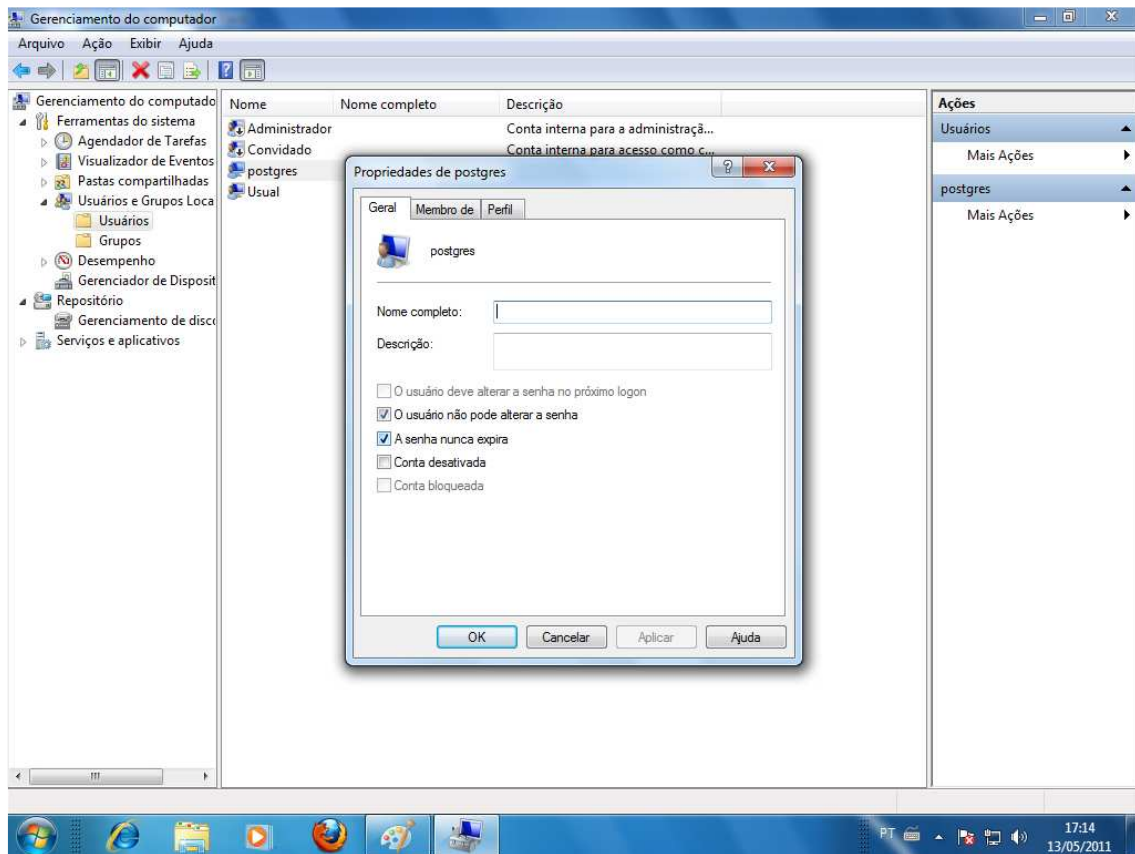 Gerenciamento do computador
Arquivo Ação Exibir Ajuda
Gerenciamento do computado
Ferramentas do sistema
Agendador de Tarefas
Visualizador de Eventos
Pastas compartilhadas
Usuários e Grupos Loca
Usuários
Grupos
Desempenho
Gerenciador de Disposit
Repositório
Gerenciamento de disco
Serviços e aplicativos
Nome Nome completo Descrição
Administrador Conta interna para a administraçã...
Convidado Conta interna para acesso como c...
postgres
Usual
Propriedades de postgres
Geral Membro de Perfil
postgres
Nome completo:
Descrição:
O usuário deve alterar a senha no próximo logon
O usuário não pode alterar a senha
A senha nunca expira
Conta desativada
Conta bloqueada
OK Cancelar Aplicar Ajuda
Ações
Usuários
Mais Ações
postgres
Mais Ações
PT 17:14
13/05/2011